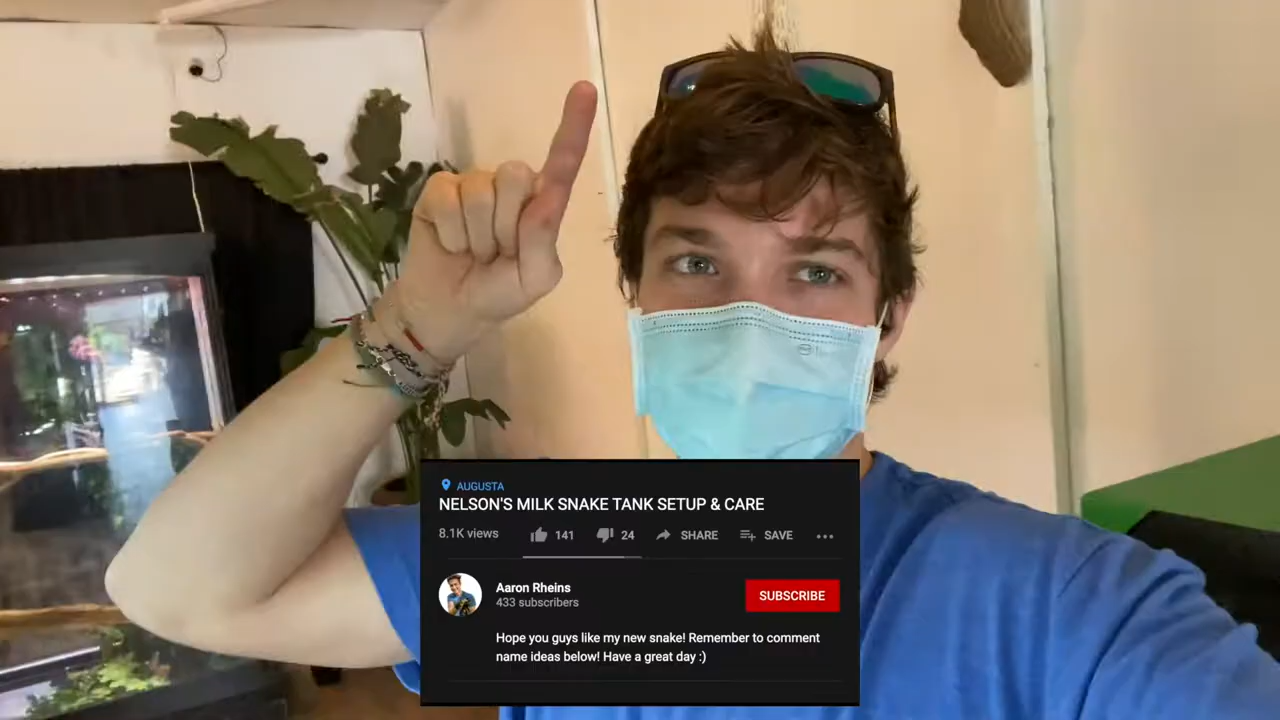 AUGUSTA
NELSON'S MILK SNAKE TANK SETUP & CARE
8.1K views 141 24 SHARE SAVE
Aaron Rheins
433 subscribers
SUBSCRIBE
Hope you guys like my new snake! Remember to comment
name ideas below! Have a great day :)